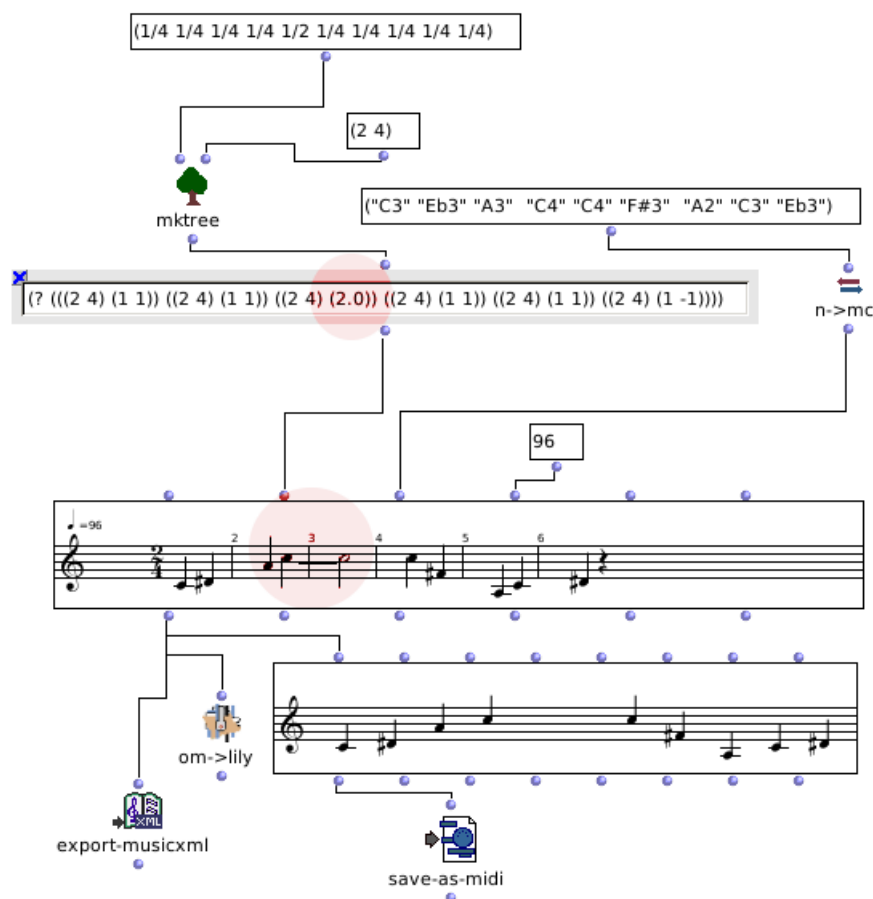 (1/4 1/4 1/4 1/4 1/2 1/4 1/4 1/4 1/4 1/4)
(2 4)
mktree
("C3" "Eb3" "A3" "C4" "C4" "F#3" "A2" "C3" "Eb3")
(? (((2 4) (1 1)) ((2 4) (1 1)) ((2 4) (2.0)) ((2 4) (1 1)) ((2 4) (1 1)) ((2 4) (1 -1))))
n->mc
96
=96
2 3 4 5 6
2
4
om->lily
XML
export-musicxml
save-as-midi